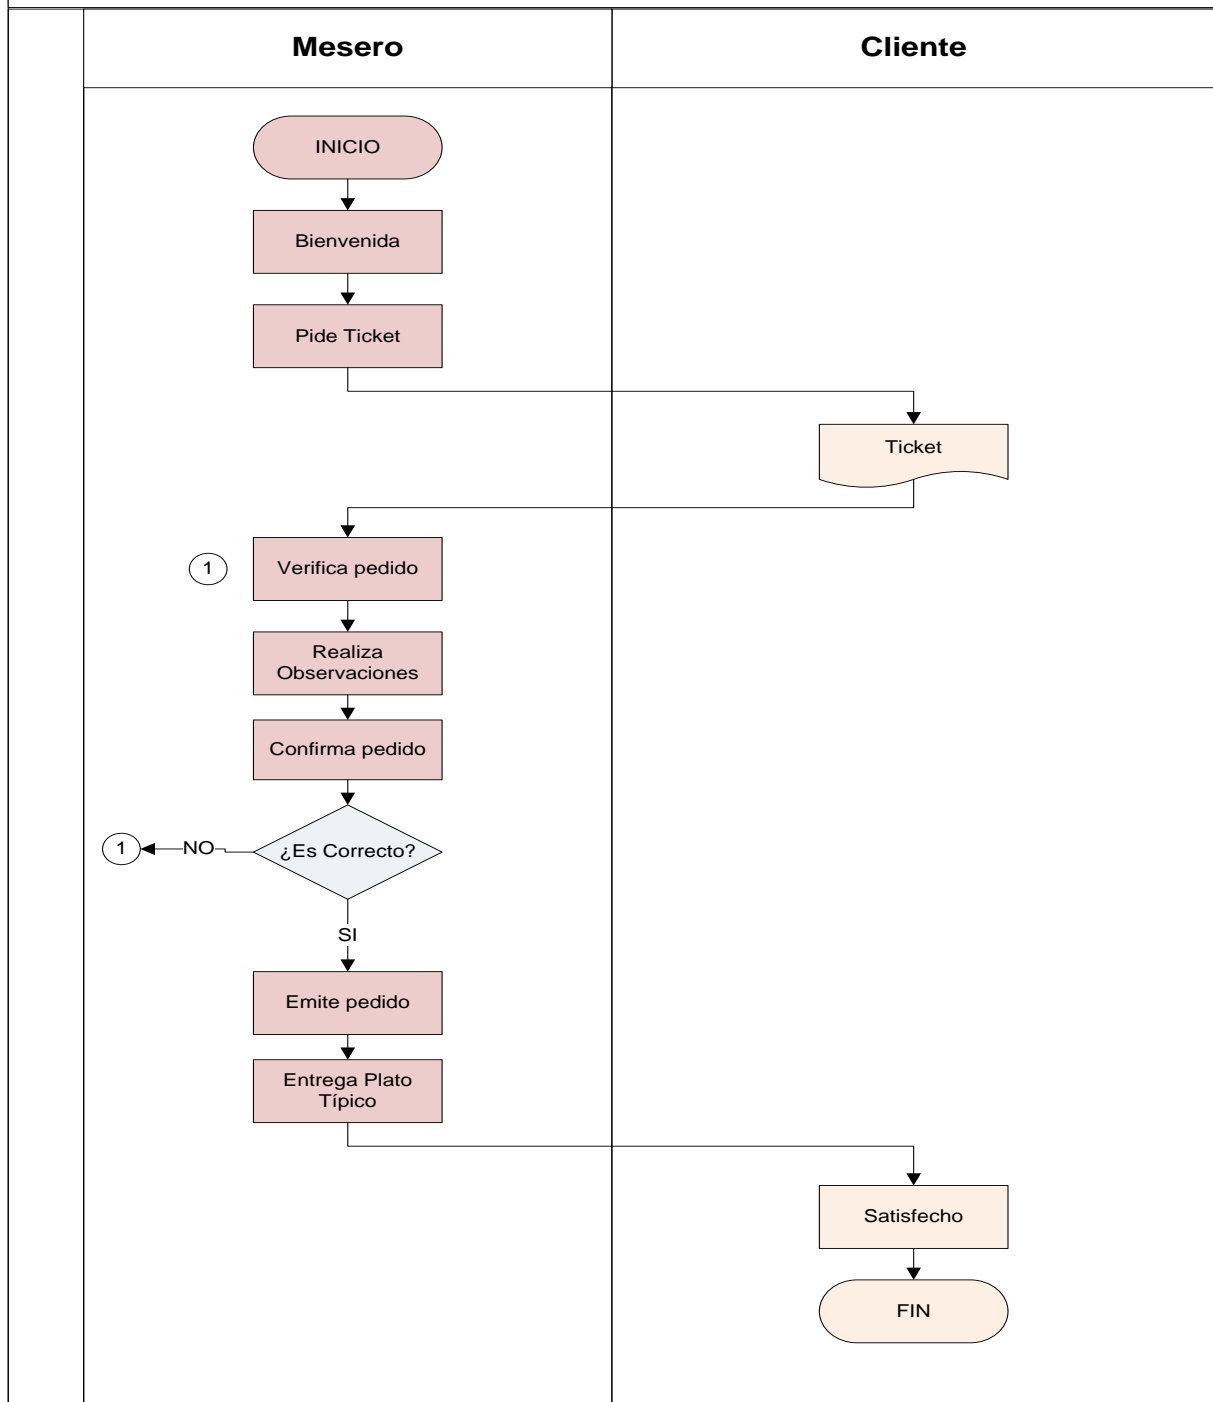 Mesero
Cliente
INICIO
Bienvenida
Pide Ticket
Ticket
1
Verifica pedido
Realiza
Observaciones
Confirma pedido
1
NO
¿Es Correcto?
SI
Emite pedido
Entrega Plato
Típico
Satisfecho
FIN